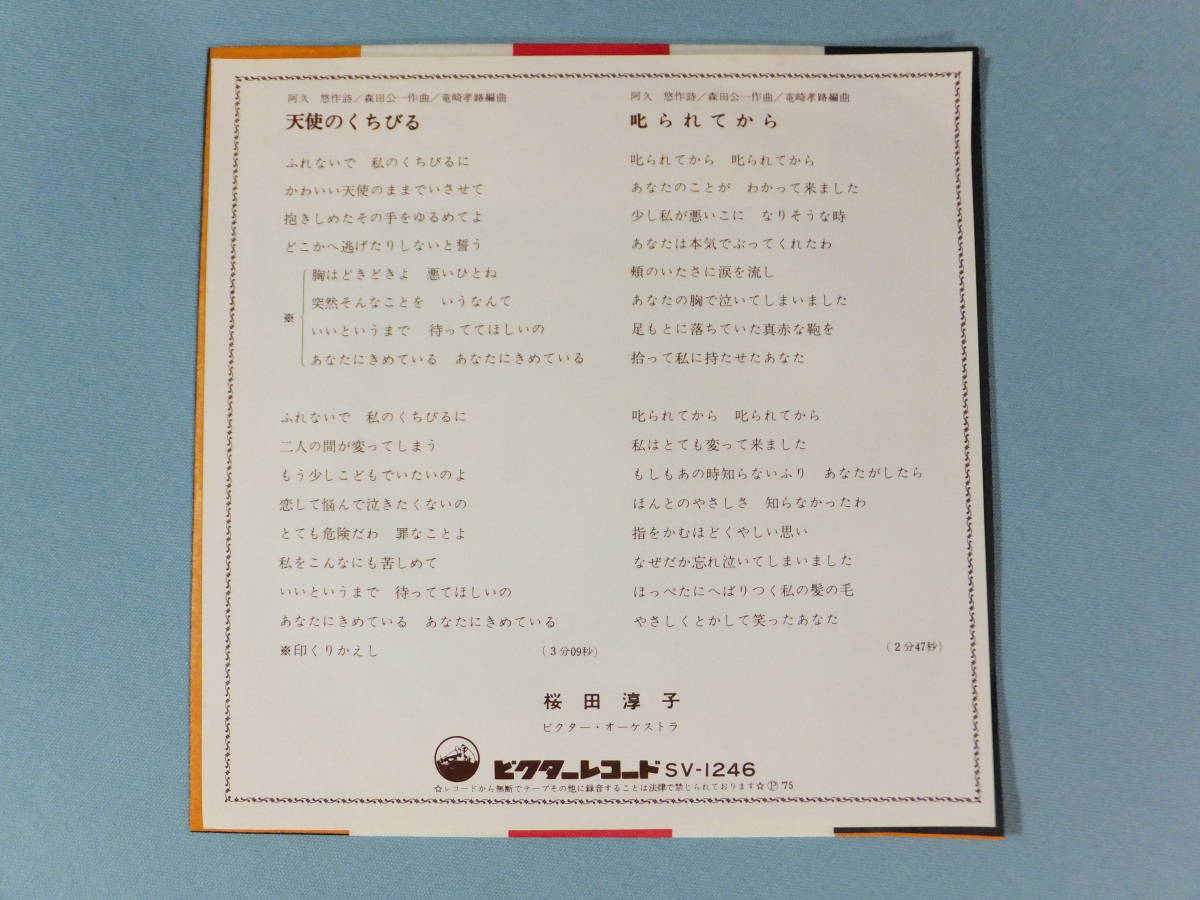 阿久 悠作詩／森田公一作曲／竜崎孝路編曲
天使のくちびる
ふれないで 私のくちびるに
かわいい天使のままでいさせて
抱きしめたその手をゆるめてよ
どこかへ逃げたりしないと誓う
胸はどきどきよ 悪いひとね
突然そんなことを いうなんて
※
いいというまで 待っててほしいの
あなたにきめている あなたにきめている
ふれないで 私のくちびるに
二人の間が変ってしまう
もう少しこどもでいたいのよ
恋して悩んで泣きたくないの
とても危険だわ 罪なことよ
私をこんなにも苦しめて
いいというまで 待っててほしいの
あなたにきめている あなたにきめている
※印くりかえし (3分09秒)
阿久 悠作詩／森田公一作曲／竜崎孝路編曲
叱られてから
叱られてから 叱られてから
あなたのことが わかって来ました
少し私が悪いこに なりそうな時
あなたは本気でぶってくれたわ
頬のいたさに涙を流し
あなたの胸で泣いてしまいました
足もとに落ちていた真赤な鞄を
拾って私に持たせたあなた
叱られてから 叱られてから
私はとても変って来ました
もしもあの時知らないふり あなたがしたら
ほんとのやさしさ 知らなかったわ
指をかむほどくやしい思い
なぜだか忘れ泣いてしまいました
ほっぺたにへばりつく私の髪の毛
やさしくとかして笑ったあなた
(2分47秒)
桜田淳子
ビクター・オーケストラ
ビクターレコード SV-1246
☆レコードから無断でテープその他に録音することは法律で禁じられております☆Ⓟ'75